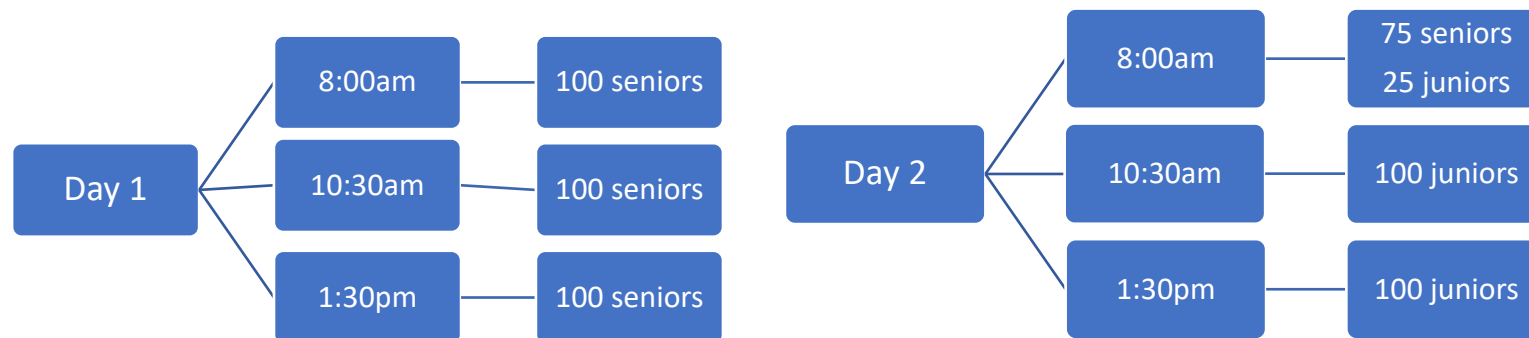 Day 1
8:00am
100 seniors
10:30am
100 seniors
1:30pm
100 seniors
Day 2
8:00am
75 seniors
25 juniors
10:30am
100 juniors
1:30pm
100 juniors